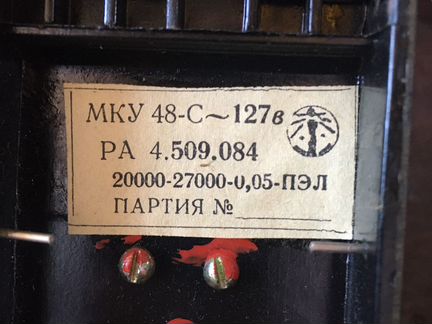 МКУ 48-С~127в
РА 4.509.084
20000-27000-0,05-ПЭЛ
ПАРТИЯ №